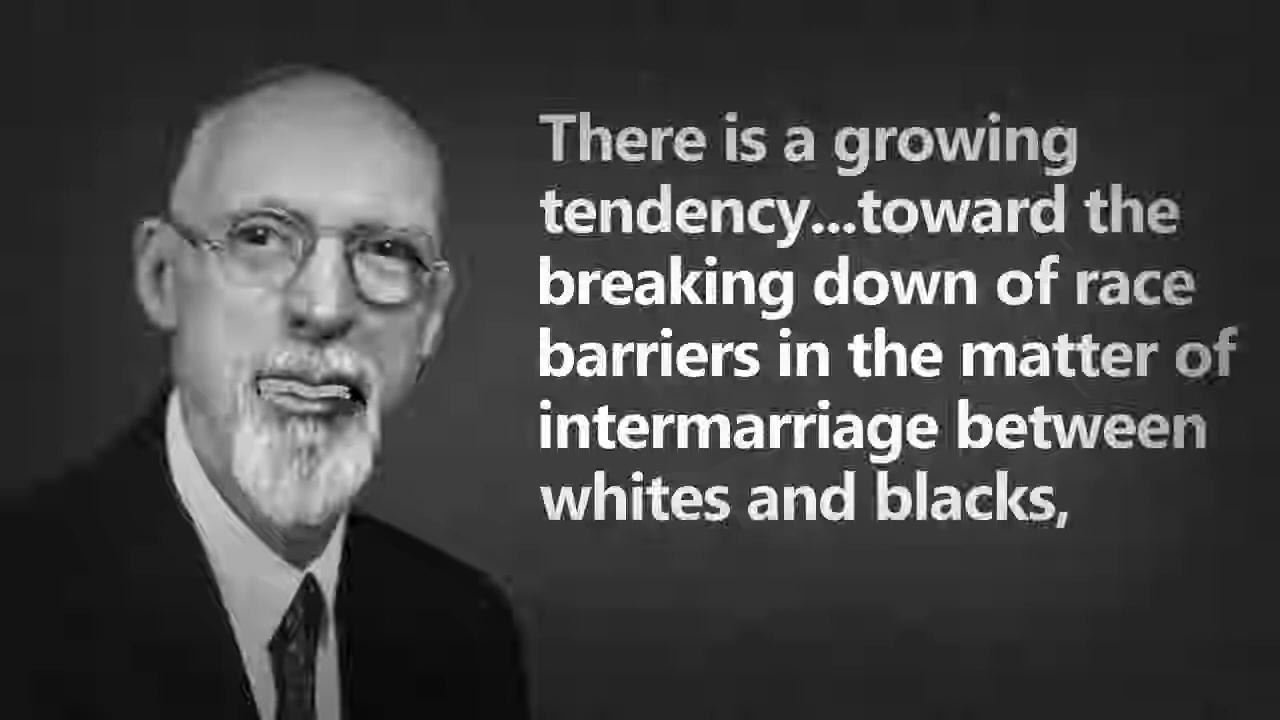 There is a growing
tendency...toward the
breaking down of race
barriers in the matter of
intermarriage between
whites and blacks,